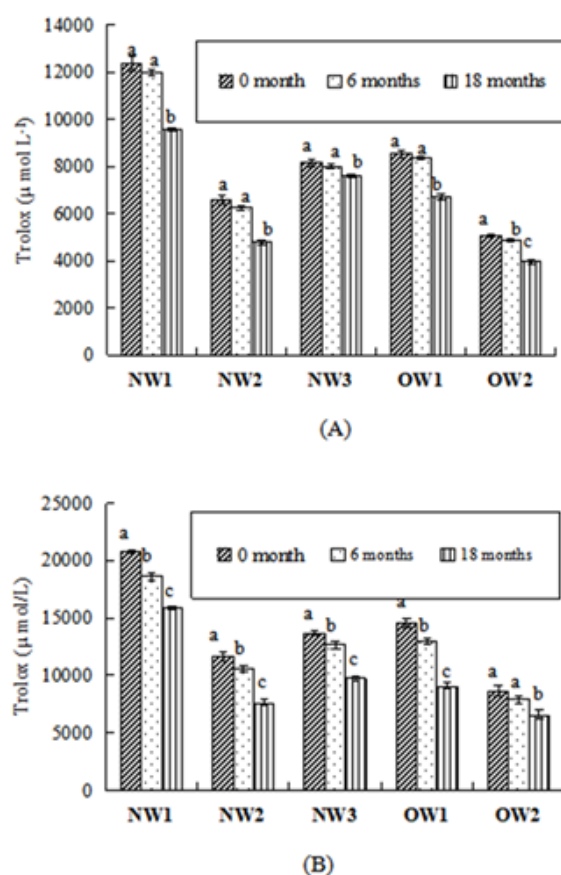 14000
a
a
12000
0 month 6 months 18 months
b
10000
a a
a a b
8000
a a b
6000
b a b
c
4000
2000
0
Trolox (μ mol L⁻¹)
NW1 NW2 NW3 OW1 OW2
(A)
25000
a
b
20000
0 month 6 months 18 months
c
a
15000
a b b
a b c
10000
c c a a
b
5000
0
Trolox (μ mol/L)
NW1 NW2 NW3 OW1 OW2
(B)